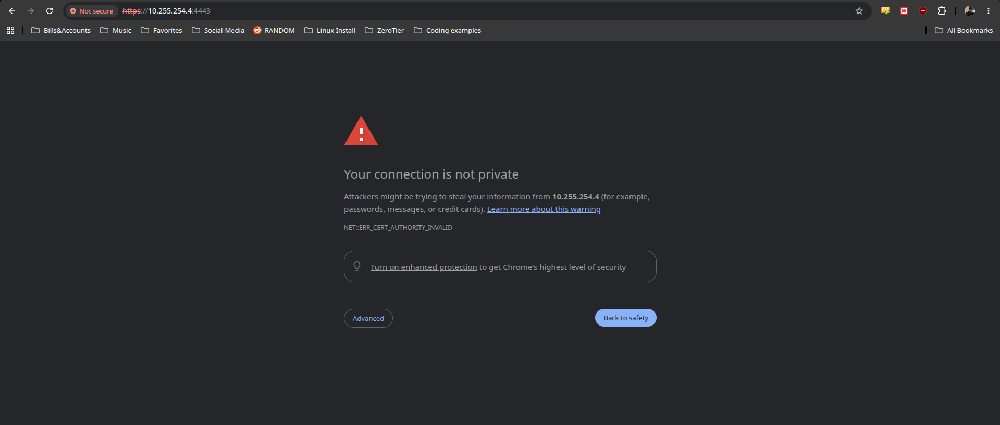 Not secure https://10.255.254.4:4443
Bills&Accounts Music Favorites Social-Media RANDOM Linux Install ZeroTier Coding examples All Bookmarks
Your connection is not private
Attackers might be trying to steal your information from 10.255.254.4 (for example,
passwords, messages, or credit cards). Learn more about this warning
NET::ERR_CERT_AUTHORITY_INVALID
Turn on enhanced protection to get Chrome's highest level of security
Advanced Back to safety